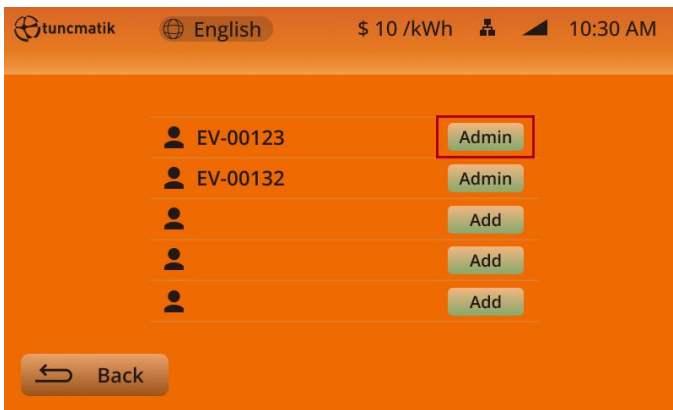 tuncmatik English $ 10 /kWh 10:30 AM
EV-00123 Admin
EV-00132 Admin
Add
Add
Add
Back